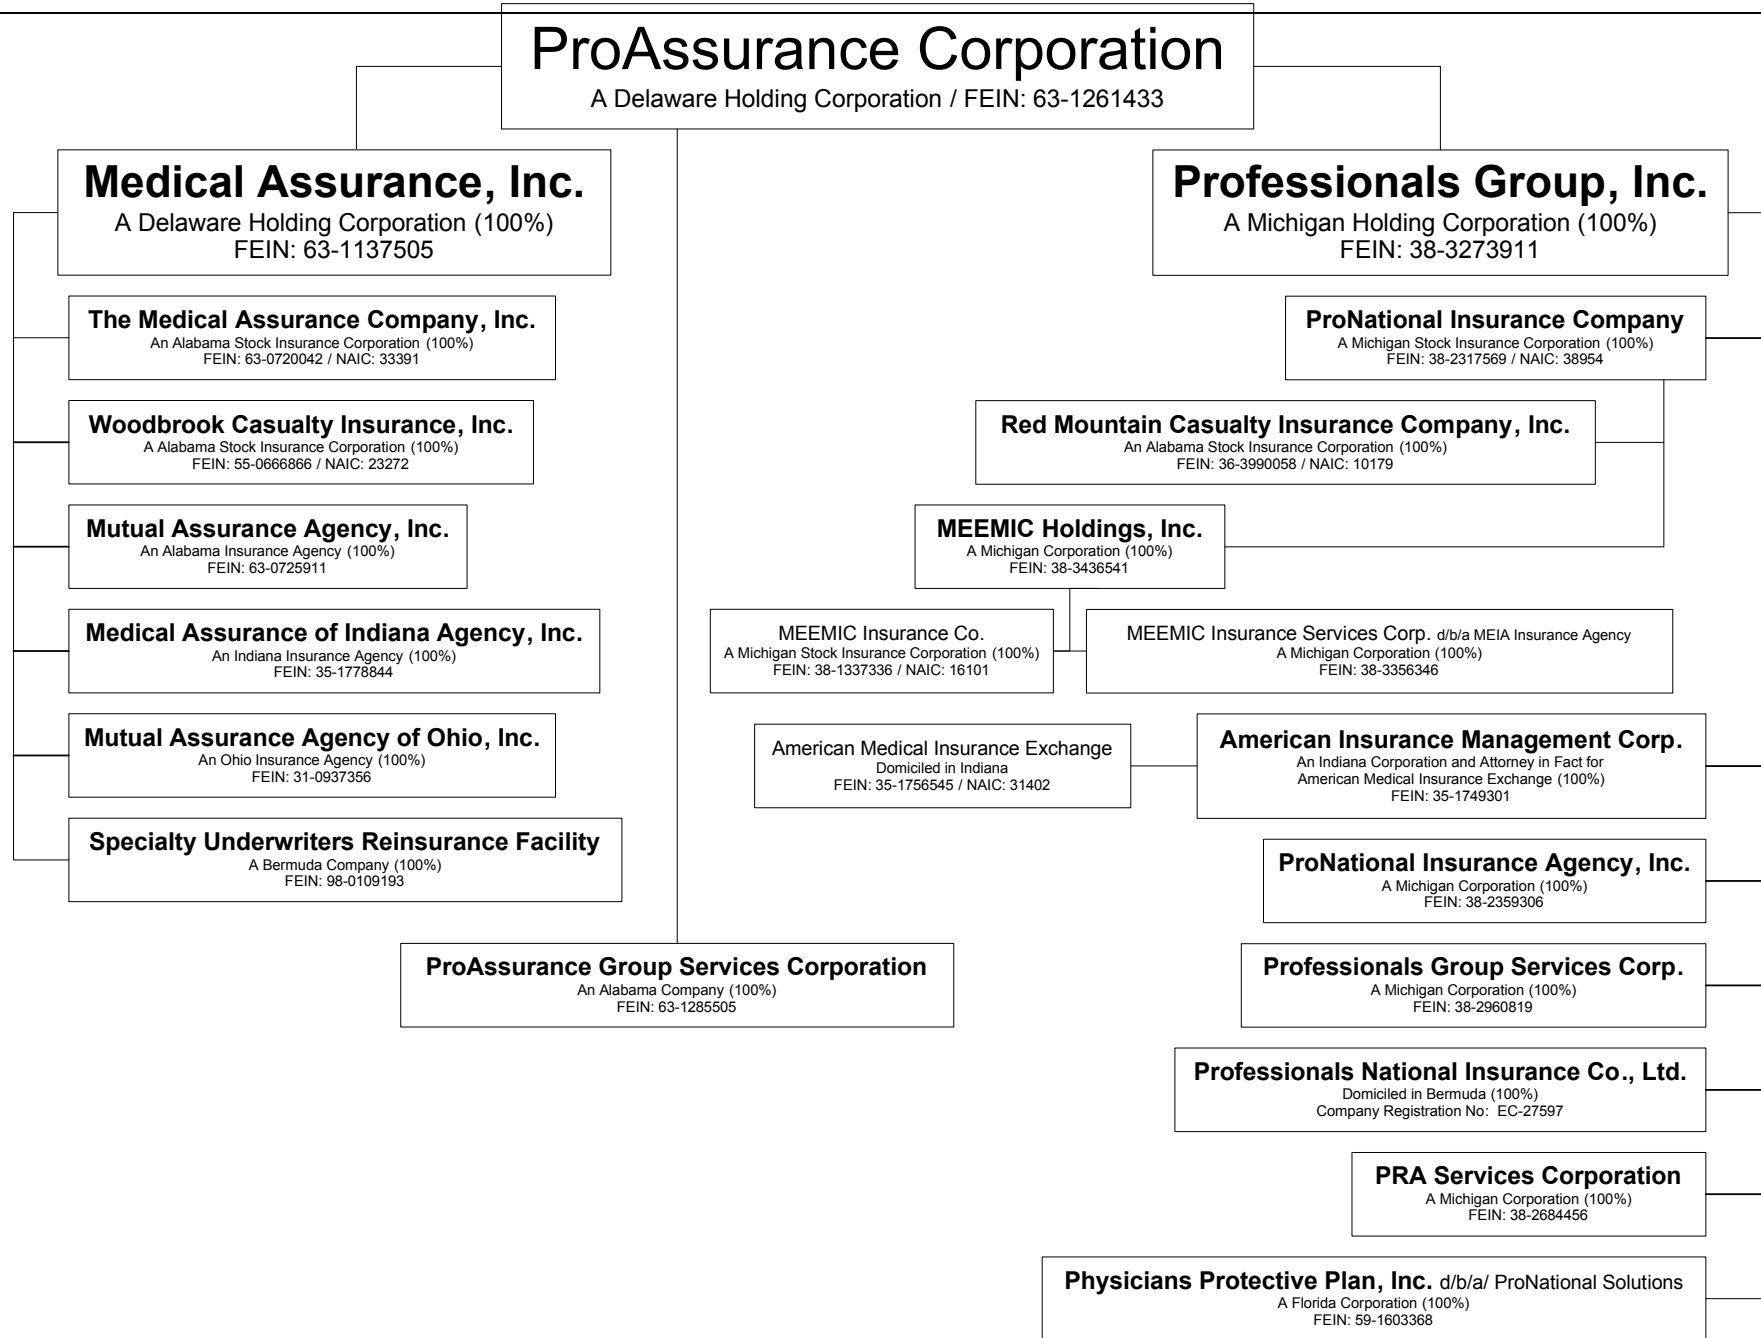 ProAssurance Corporation
A Delaware Holding Corporation / FEIN: 63-1261433
Medical Assurance, Inc.
A Delaware Holding Corporation (100%)
FEIN: 63-1137505
Professionals Group, Inc.
A Michigan Holding Corporation (100%)
FEIN: 38-3273911
The Medical Assurance Company, Inc.
An Alabama Stock Insurance Corporation (100%)
FEIN: 63-0720042 / NAIC: 33391
ProNational Insurance Company
A Michigan Stock Insurance Corporation (100%)
FEIN: 38-2317569 / NAIC: 38954
Woodbrook Casualty Insurance, Inc.
A Alabama Stock Insurance Corporation (100%)
FEIN: 55-0666866 / NAIC: 23272
Red Mountain Casualty Insurance Company, Inc.
An Alabama Stock Insurance Corporation (100%)
FEIN: 36-3990058 / NAIC: 10179
Mutual Assurance Agency, Inc.
An Alabama Insurance Agency (100%)
FEIN: 63-0725911
MEEMIC Holdings, Inc.
A Michigan Corporation (100%)
FEIN: 38-3436541
Medical Assurance of Indiana Agency, Inc.
An Indiana Insurance Agency (100%)
FEIN: 35-1778844
MEEMIC Insurance Co.
A Michigan Stock Insurance Corporation (100%)
FEIN: 38-1337336 / NAIC: 16101
MEEMIC Insurance Services Corp. d/b/a MEIA Insurance Agency
A Michigan Corporation (100%)
FEIN: 38-3356346
Mutual Assurance Agency of Ohio, Inc.
An Ohio Insurance Agency (100%)
FEIN: 31-0937356
American Medical Insurance Exchange
Domiciled in Indiana
FEIN: 35-1756545 / NAIC: 31402
American Insurance Management Corp.
An Indiana Corporation and Attorney in Fact for
American Medical Insurance Exchange (100%)
FEIN: 35-1749301
Specialty Underwriters Reinsurance Facility
A Bermuda Company (100%)
FEIN: 98-0109193
ProNational Insurance Agency, Inc.
A Michigan Corporation (100%)
FEIN: 38-2359306
ProAssurance Group Services Corporation
An Alabama Company (100%)
FEIN: 63-1285505
Professionals Group Services Corp.
A Michigan Corporation (100%)
FEIN: 38-2960819
Professionals National Insurance Co., Ltd.
Domiciled in Bermuda (100%)
Company Registration No: EC-27597
PRA Services Corporation
A Michigan Corporation (100%)
FEIN: 38-2684456
Physicians Protective Plan, Inc. d/b/a/ ProNational Solutions
A Florida Corporation (100%)
FEIN: 59-1603368